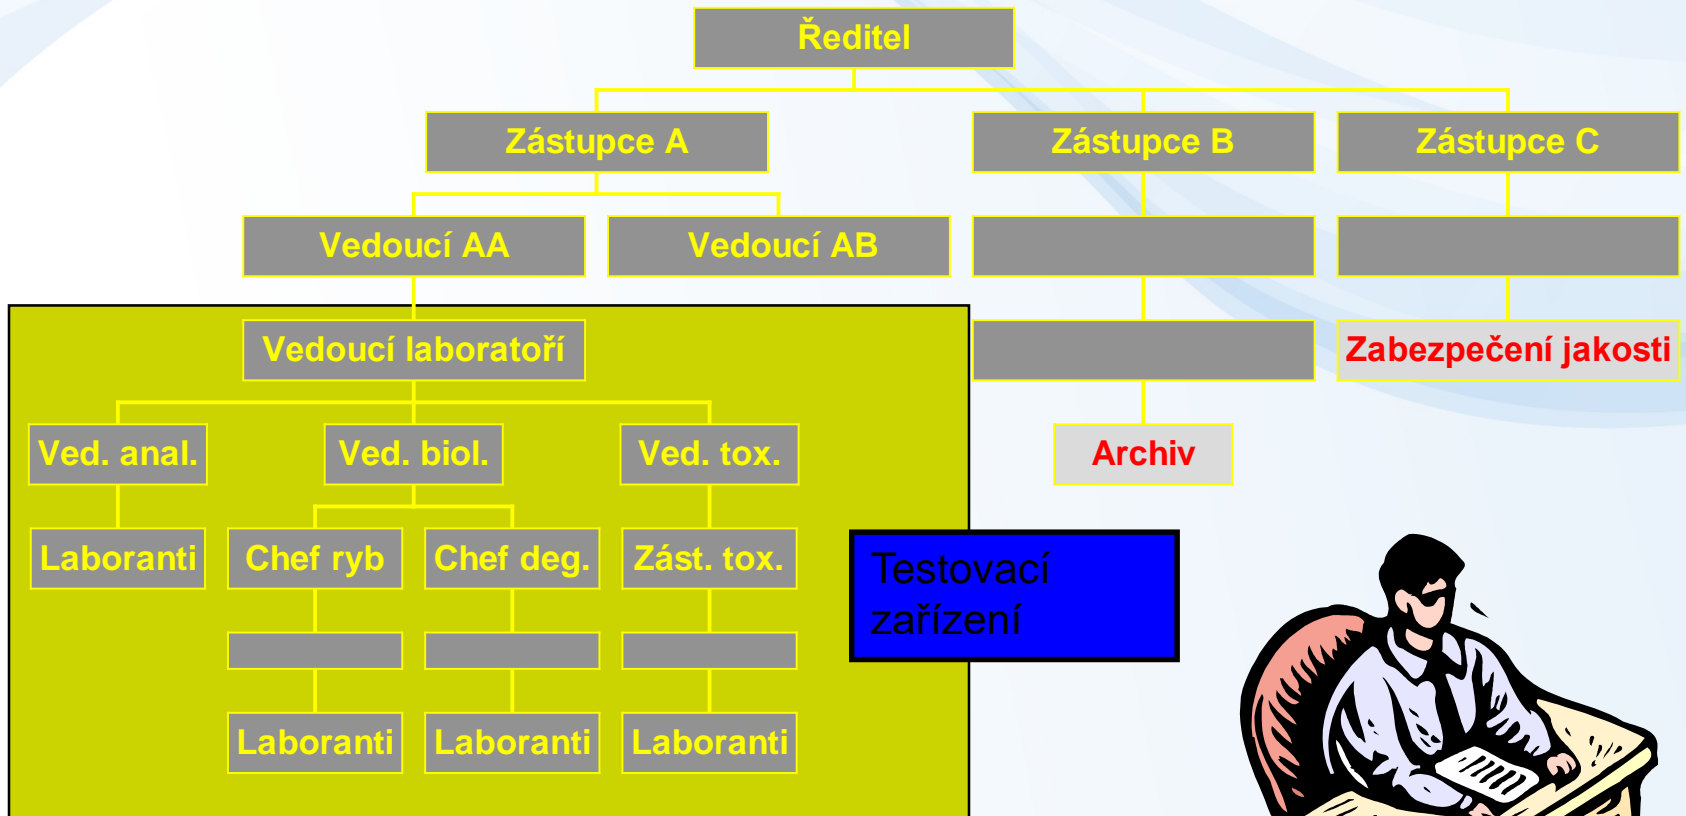 Ředitel
Zástupce A
Zástupce B
Zástupce C
Vedoucí AA
Vedoucí AB
Vedoucí laboratoří
Zabezpečení jakosti
Ved. anal.
Ved. biol.
Ved. tox.
Archiv
Laboranti
Chef ryb
Chef deg.
Zást. tox.
Testovací
zařízení
Laboranti
Laboranti
Laboranti